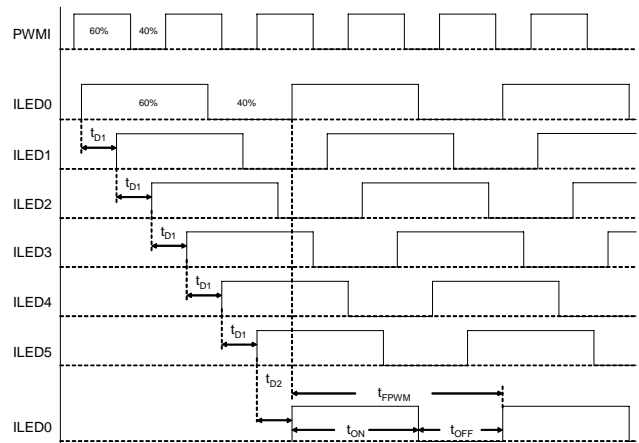 PWMI
60% 40%
ILED0
60% 40%
tD1
ILED1
tD1
ILED2
tD1
ILED3
tD1
ILED4
tD1
ILED5
tD2
tFPWM
ILED0
tON tOFF